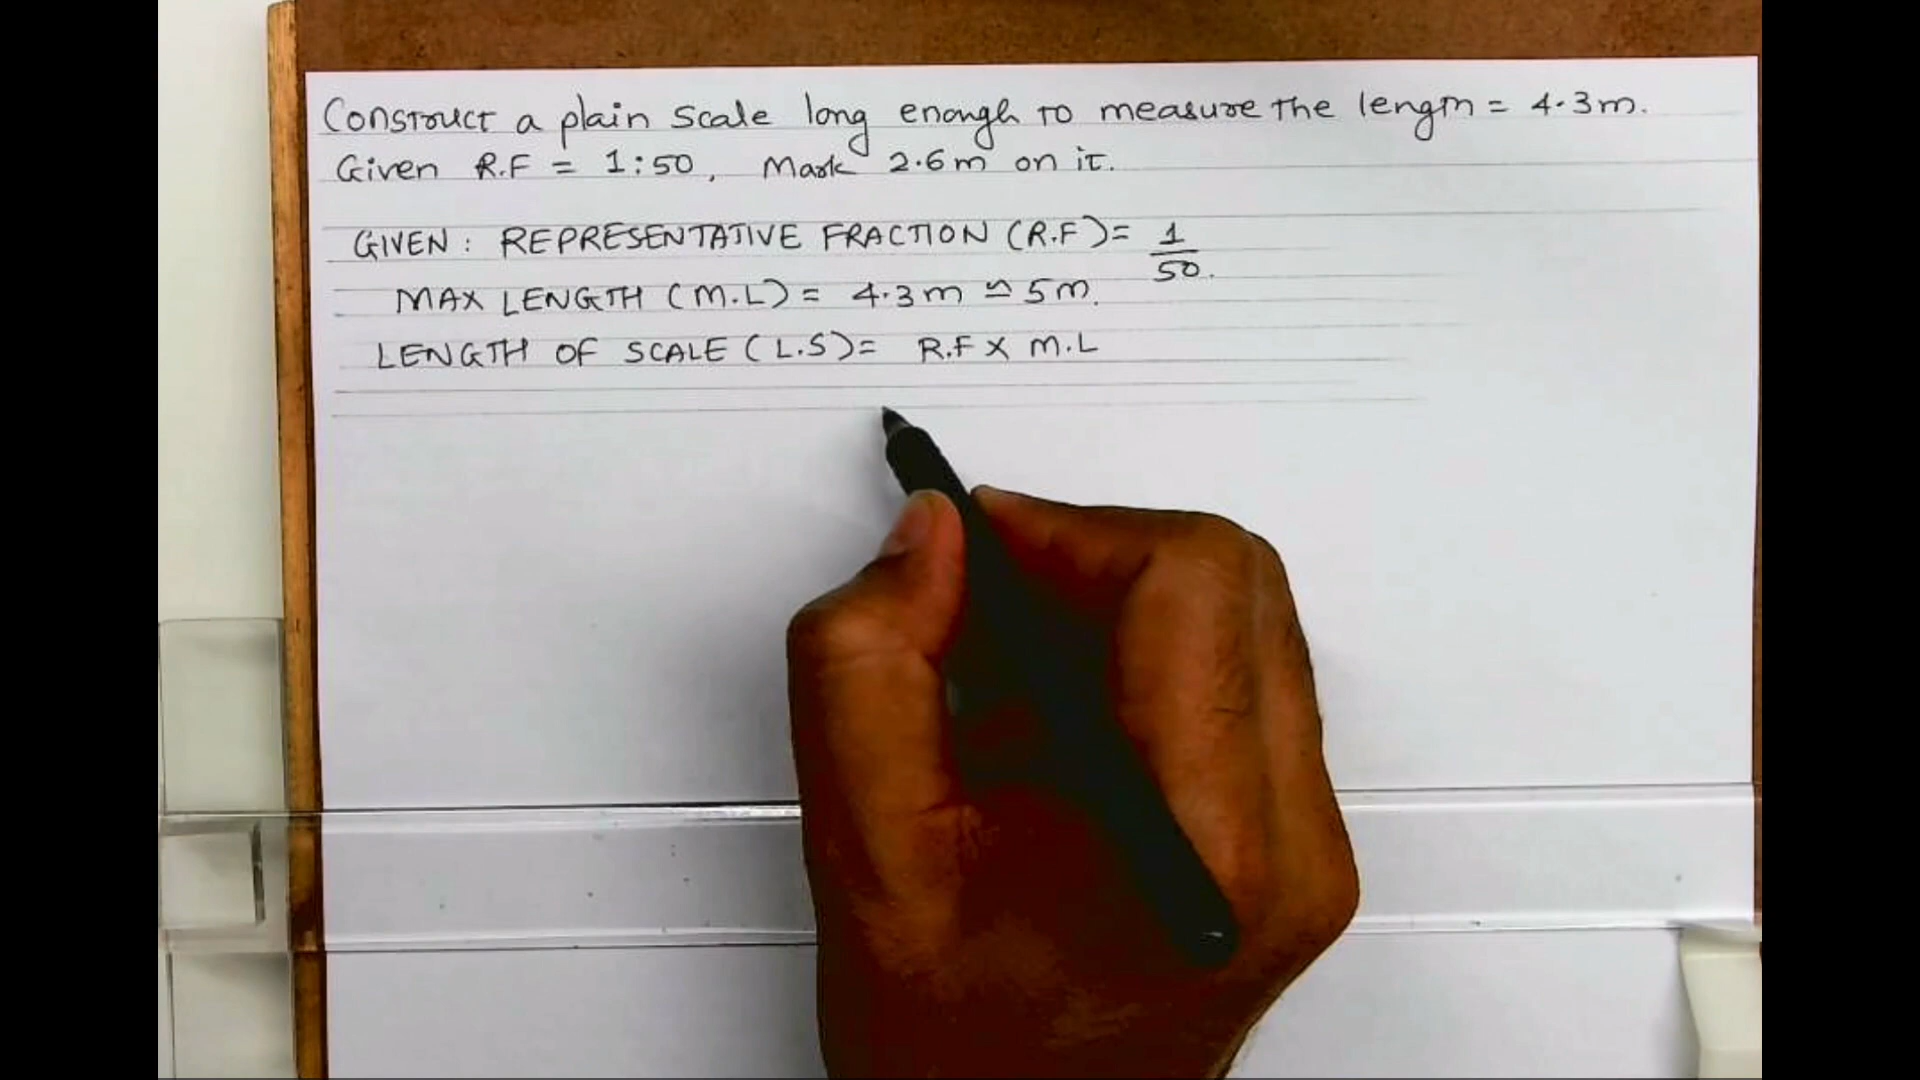 Construct a plain scale long enough to measure the length = 4.3m.
Given R.F = 1:50, Mark 2.6m on it.
GIVEN: REPRESENTATIVE FRACTION (R.F) = 1/50.
MAX LENGTH (M.L) = 4.3m ≃ 5m.
LENGTH OF SCALE (L.S) = R.F X M.L